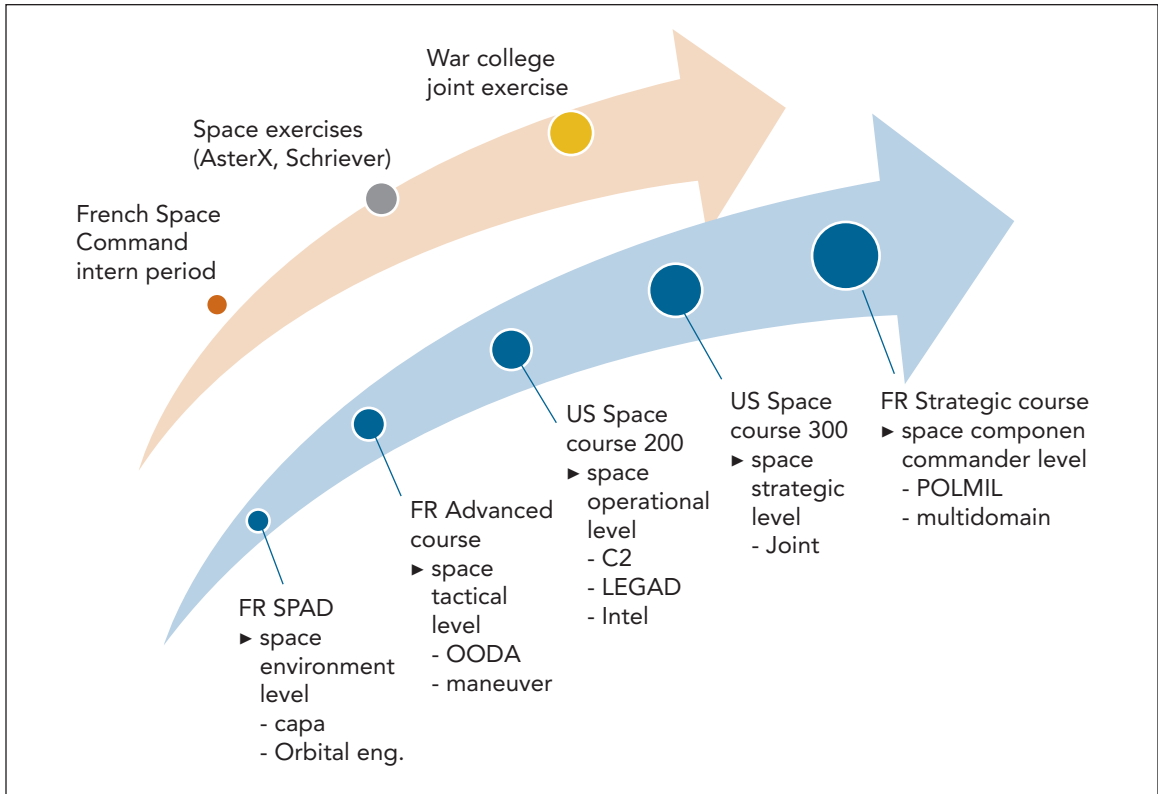 War college
joint exercise
Space exercises
(AsterX, Schriever)
French Space
Command
intern period
FR SPAD
► space
environment
level
- capa
- Orbital eng.
FR Advanced
course
► space
tactical
level
- OODA
- maneuver
US Space
course 200
► space
operational
level
- C2
- LEGAD
- Intel
US Space
course 300
► space
strategic
level
- Joint
FR Strategic course
► space componen
commander level
- POLMIL
- multidomain